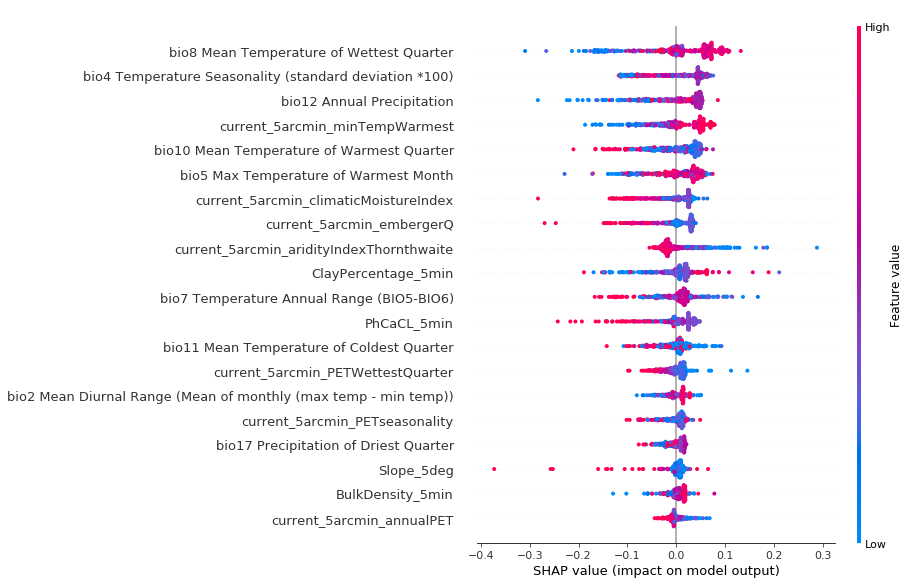 High
bio8 Mean Temperature of Wettest Quarter
bio4 Temperature Seasonality (standard deviation *100)
bio12 Annual Precipitation
current_5arcmin_minTempWarmest
bio10 Mean Temperature of Warmest Quarter
bio5 Max Temperature of Warmest Month
current_5arcmin_climaticMoistureIndex
current_5arcmin_embergerQ
current_5arcmin_aridityIndexThornthwaite
ClayPercentage_5min
bio7 Temperature Annual Range (BIO5-BIO6)
PhCaCL_5min
bio11 Mean Temperature of Coldest Quarter
current_5arcmin_PETWettestQuarter
bio2 Mean Diurnal Range (Mean of monthly (max temp - min temp))
current_5arcmin_PETseasonality
bio17 Precipitation of Driest Quarter
Slope_5deg
BulkDensity_5min
current_5arcmin_annualPET
Feature value
Low
−0.4 −0.3 −0.2 −0.1 0.0 0.1 0.2 0.3
SHAP value (impact on model output)